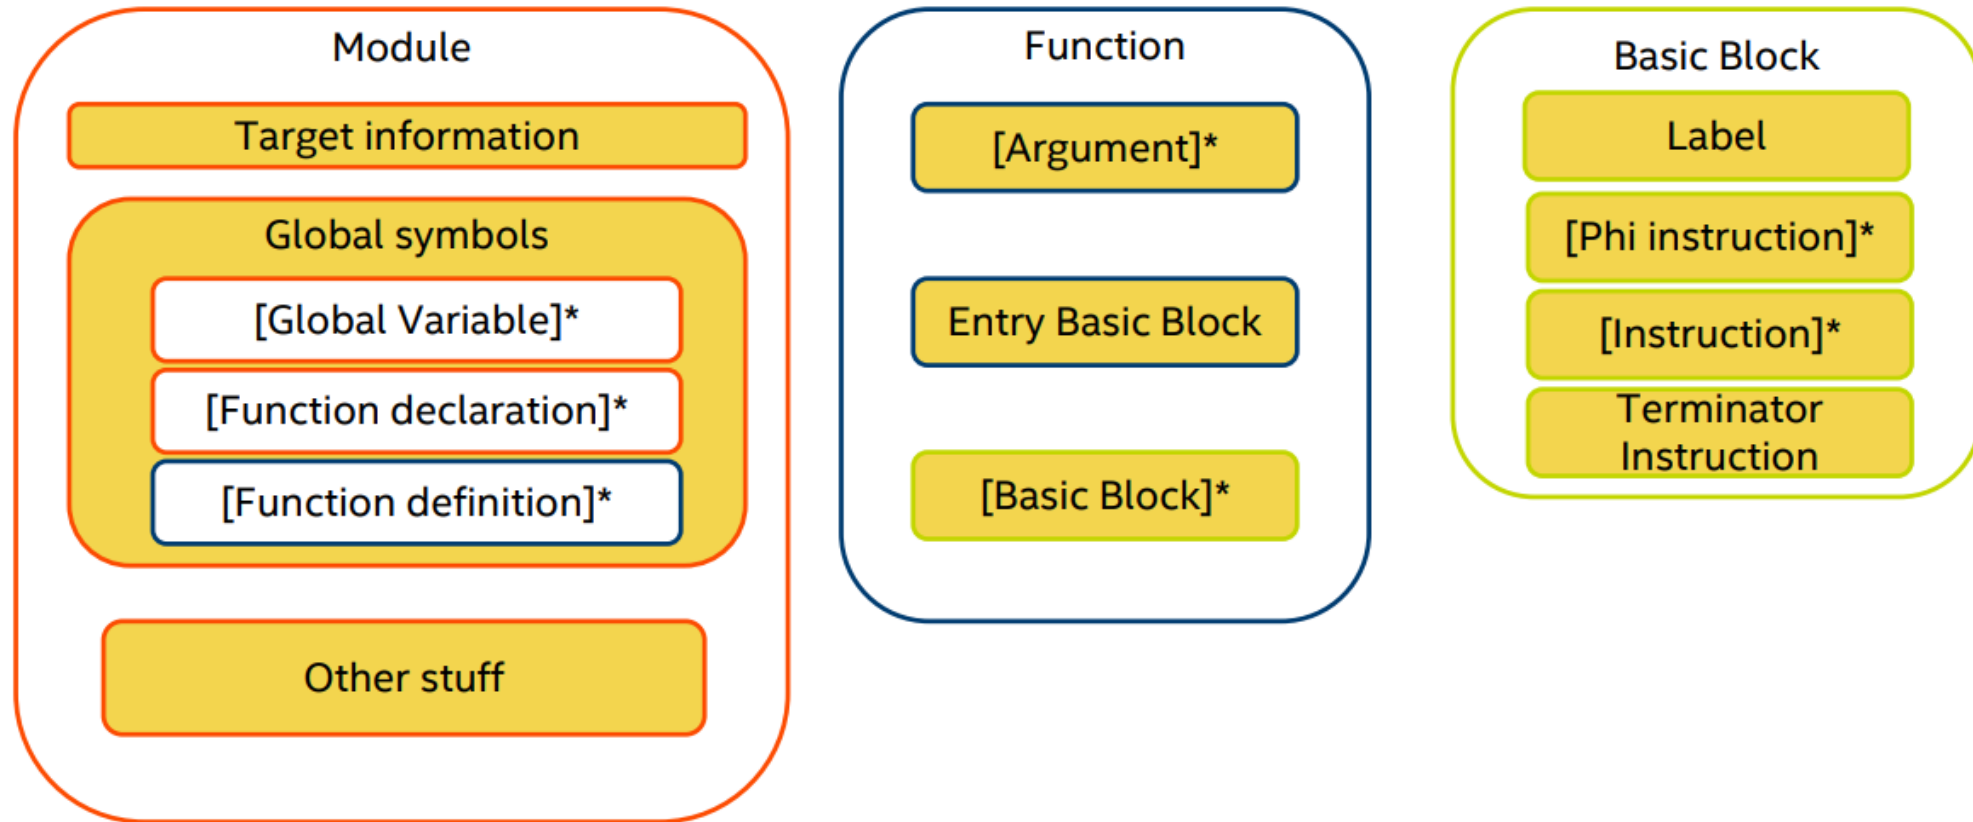 Module
Target information
Global symbols
[Global Variable]*
[Function declaration]*
[Function definition]*
Other stuff
Function
[Argument]*
Entry Basic Block
[Basic Block]*
Basic Block
Label
[Phi instruction]*
[Instruction]*
Terminator
Instruction